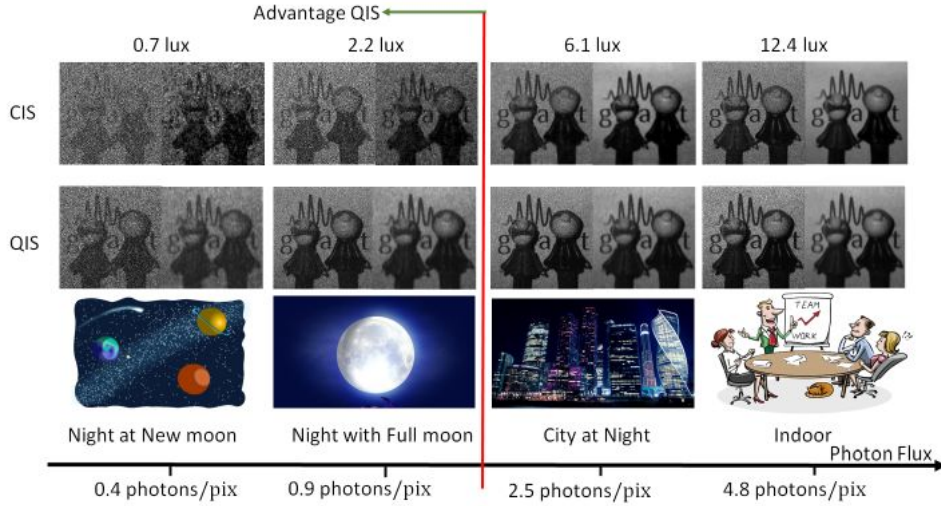 Advantage QIS
0.7 lux 2.2 lux 6.1 lux 12.4 lux
CIS
g a t
g a t
g a t
g a t
QIS
g a t
g a t
g a t
g a t
TEAM
WORK
Night at New moon Night with Full moon City at Night Indoor
Photon Flux
0.4 photons/pix 0.9 photons/pix 2.5 photons/pix 4.8 photons/pix